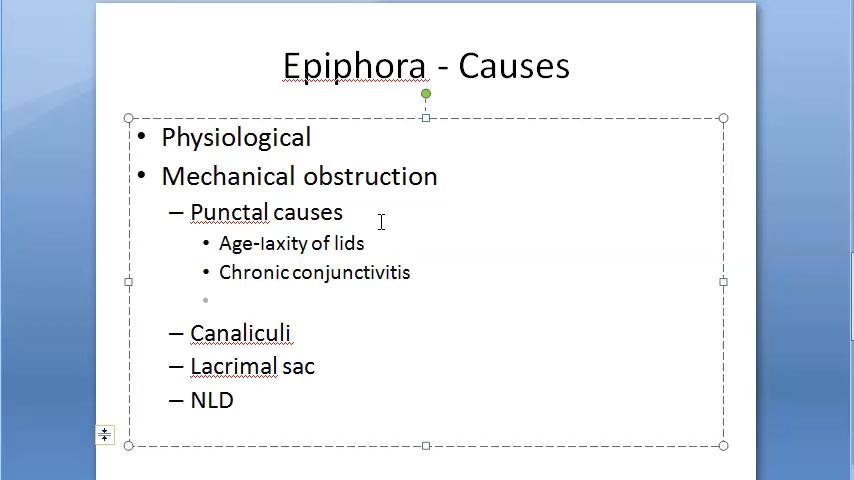 Epiphora - Causes
• Physiological
• Mechanical obstruction
– Punctal causes
• Age-laxity of lids
• Chronic conjunctivitis
•
– Canaliculi
– Lacrimal sac
– NLD